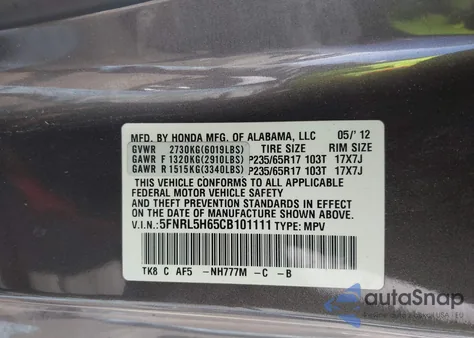 MFD. BY HONDA MFG. OF ALABAMA, LLC 05/'12
GVWR 2730KG(6019LBS) TIRE SIZE RIM SIZE
GAWR F 1320KG(2910LBS) P235/65R17 103T 17X7J
GAWR R 1515KG(3340LBS) P235/65R17 103T 17X7J
THIS VEHICLE CONFORMS TO ALL APPLICABLE
FEDERAL MOTOR VEHICLE SAFETY
AND THEFT PREVENTION STANDARDS IN EFFECT
ON THE DATE OF MANUFACTURE SHOWN ABOVE.
V.I.N.: 5FNRL5H65CB101111 TYPE: MPV
TK8 C AF5 -NH777M -C -B
autoSnap